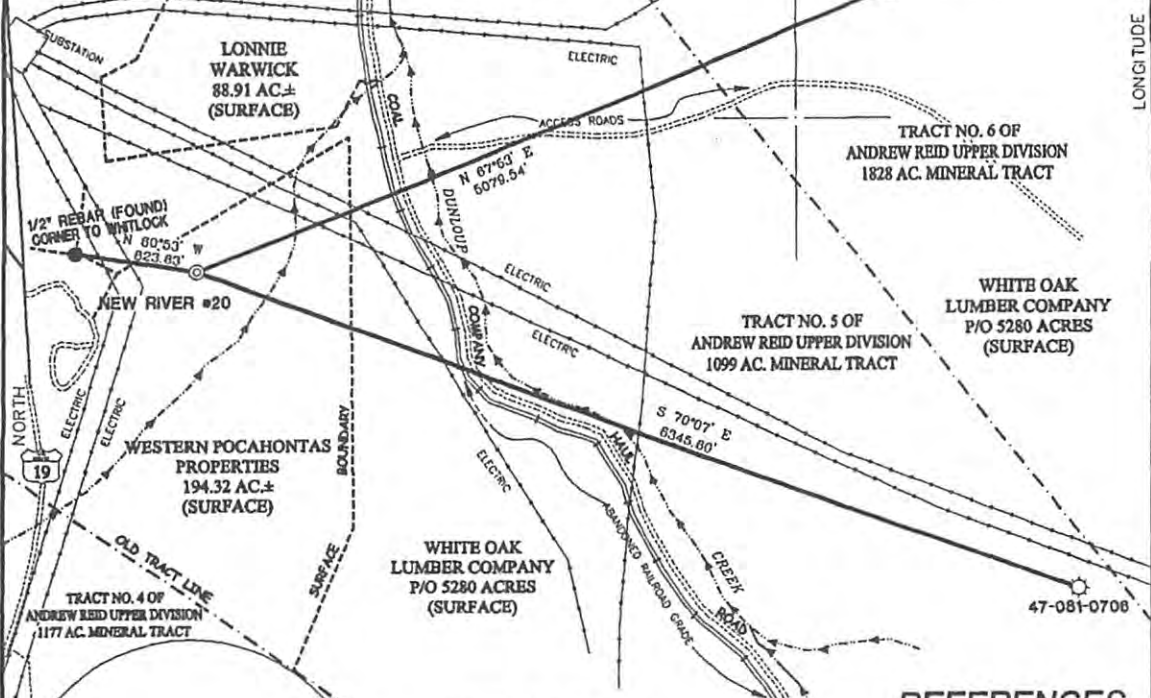 LONGITUDE
SUBSTATION
LONNIE
WARWICK
88.91 AC.±
(SURFACE)
ELECTRIC
COAL
ACCESS ROADS
TRACT NO. 6 OF
ANDREW REID UPPER DIVISION
1828 AC. MINERAL TRACT
N 67°53' E
5079.54'
DUNLOUP
1/2" REBAR (FOUND)
CORNER TO WHITLOCK
N 80°53' W
823.83'
NEW RIVER #20
ELECTRIC
ELECTRIC
COMPANY
WHITE OAK
LUMBER COMPANY
P/O 5280 ACRES
(SURFACE)
TRACT NO. 5 OF
ANDREW REID UPPER DIVISION
1099 AC. MINERAL TRACT
NORTH
19
ELECTRIC
ELECTRIC
WESTERN POCAHONTAS
PROPERTIES
194.32 AC.±
(SURFACE)
BOUNDARY
SURFACE
ELECTRIC
S 70°07' E
6345.60'
HAUL
ABANDONED RAILROAD GRADE
CREEK
ROAD
OLD TRACT LINE
WHITE OAK
LUMBER COMPANY
P/O 5280 ACRES
(SURFACE)
TRACT NO. 4 OF
ANDREW REID UPPER DIVISION
1177 AC. MINERAL TRACT
47-081-0706
REFERENCES